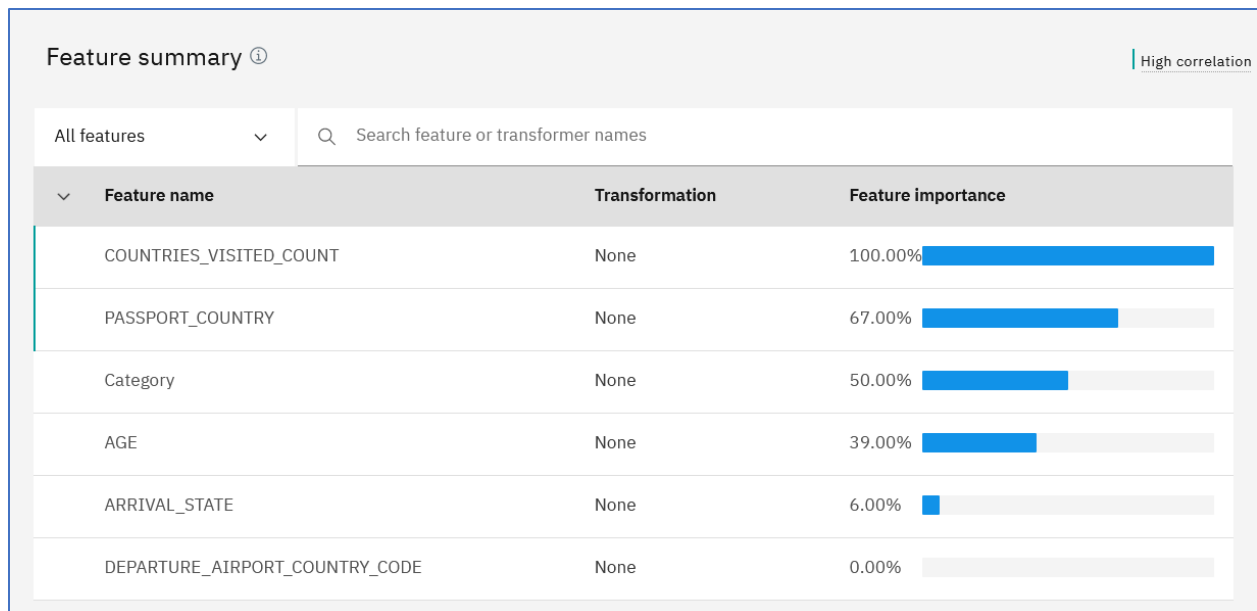 Feature summary
High correlation
All features
Search feature or transformer names
Feature name Transformation Feature importance
COUNTRIES_VISITED_COUNT None 100.00%
PASSPORT_COUNTRY None 67.00%
Category None 50.00%
AGE None 39.00%
ARRIVAL_STATE None 6.00%
DEPARTURE_AIRPORT_COUNTRY_CODE None 0.00%